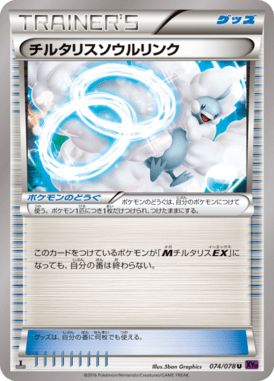 TRAINER'S
グッズ
チルタリスソウルリンク
ポケモンのどうぐ
ポケモンのどうぐは、自分のポケモンにつけて
使う。ポケモン1匹につき1枚だけつけられ、つけたままにする。
このカードをつけているポケモンが「MチルタリスEX」に
なっても、自分の番は終わらない。
グッズは、自分の番に何枚でも使える。
Illus.5ban Graphics
074/078 U
©2016 Pokémon/Nintendo/Creatures/GAME FREAK.